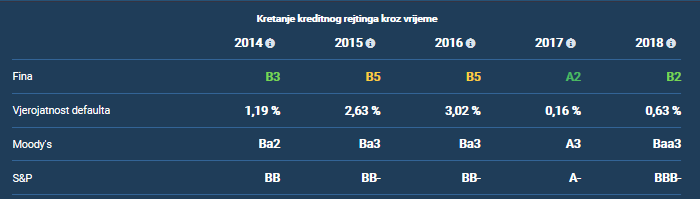 Kretanje kreditnog rejtinga kroz vrijeme
2014 2015 2016 2017 2018
Fina B3 B5 B5 A2 B2
Vjerojatnost defaulta 1,19 % 2,63 % 3,02 % 0,16 % 0,63 %
Moody's Ba2 Ba3 Ba3 A3 Baa3
S&P BB BB- BB- A- BBB-